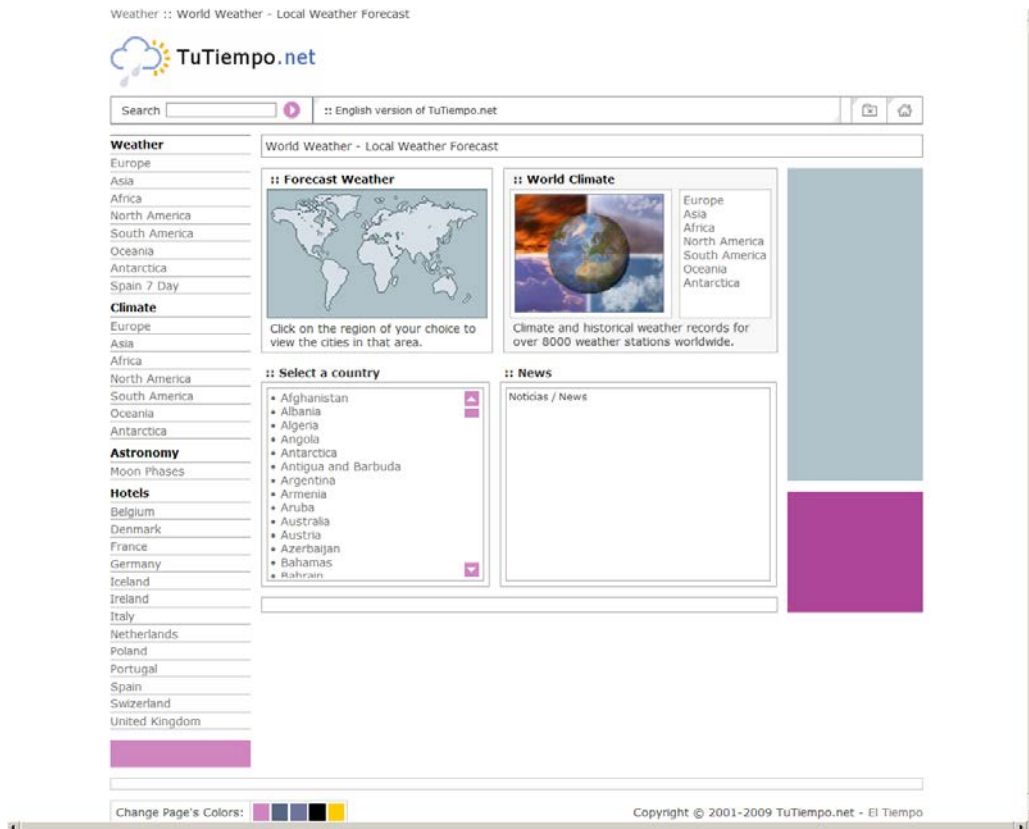 Weather :: World Weather - Local Weather Forecast
TuTiempo.net
Search
:: English version of TuTiempo.net
Weather
Europe
Asia
Africa
North America
South America
Oceania
Antarctica
Spain 7 Day
Climate
Europe
Asia
Africa
North America
South America
Oceania
Antarctica
Astronomy
Moon Phases
Hotels
Belgium
Denmark
France
Germany
Iceland
Ireland
Italy
Netherlands
Poland
Portugal
Spain
Swizerland
United Kingdom
World Weather - Local Weather Forecast
:: Forecast Weather
Click on the region of your choice to
view the cities in that area.
:: World Climate
Europe
Asia
Africa
North America
South America
Oceania
Antarctica
Climate and historical weather records for
over 8000 weather stations worldwide.
:: Select a country
• Afghanistan
• Albania
• Algeria
• Angola
• Antarctica
• Antigua and Barbuda
• Argentina
• Armenia
• Aruba
• Australia
• Austria
• Azerbaijan
• Bahamas
• Bahrain
:: News
Noticias / News
Change Page's Colors:
Copyright © 2001-2009 TuTiempo.net - El Tiempo